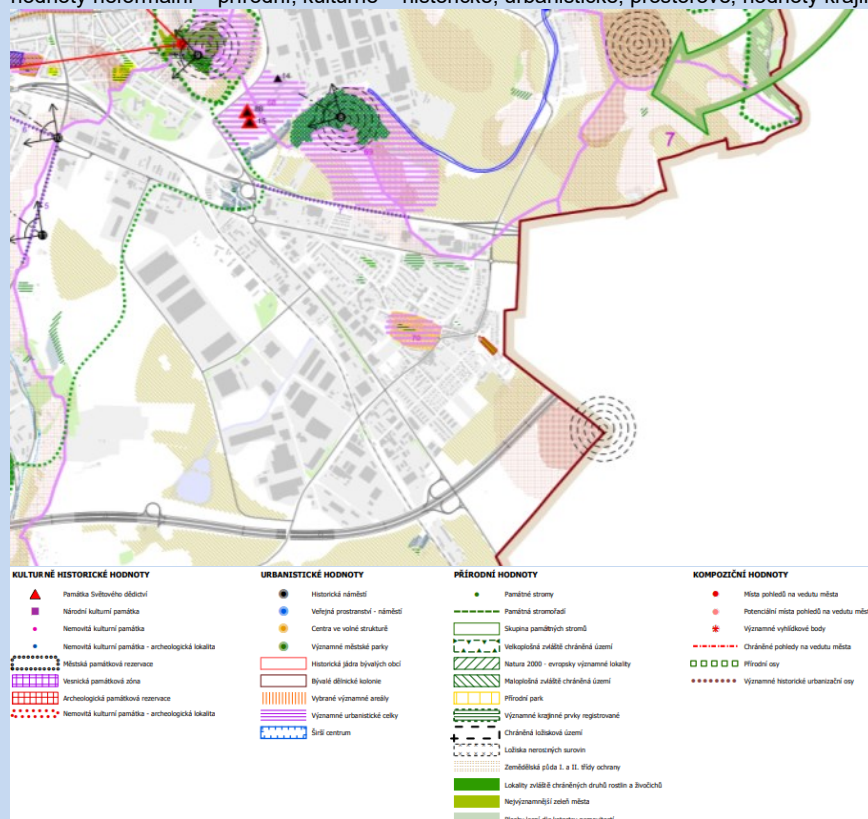 hodnoty neformální – přírodní, kulturně – historické, urbanistické, prostorové, hodnoty kraji
7
70
KULTURNĚ HISTORICKÉ HODNOTY
Památka Světového dědictví
Národní kulturní památka
Nemovitá kulturní památka
Nemovitá kulturní památka - archeologická lokalita
Městská památková rezervace
Vesnická památková zóna
Archeologická památková rezervace
Nemovitá kulturní památka - archeologická lokalita
URBANISTICKÉ HODNOTY
Historická náměstí
Veřejná prostranství - náměstí
Centra ve volné struktuře
Významné městské parky
Historická jádra bývalých obcí
Bývalé dělnické kolonie
Vybrané významné areály
Významné urbanistické celky
Širší centrum
PŘÍRODNÍ HODNOTY
Památné stromy
Památná stromořadí
Skupina památných stromů
Velkoplošná zvláště chráněná území
Natura 2000 - evropsky významné lokality
Maloplošná zvláště chráněná území
Přírodní park
Významné krajinné prvky registrované
Chráněná ložisková území
Ložiska nerostných surovin
Zemědělská půda I. a II. třídy ochrany
Lokality zvláště chráněných druhů rostlin a živočichů
Nejvýznamnější zeleň města
KOMPOZIČNÍ HODNOTY
Místa pohledů na vedutu města
Potenciální místa pohledů na vedutu měst
Významné vyhlídkové body
Chráněné pohledy na vedutu města
Přírodní osy
Významné historické urbanizační osy